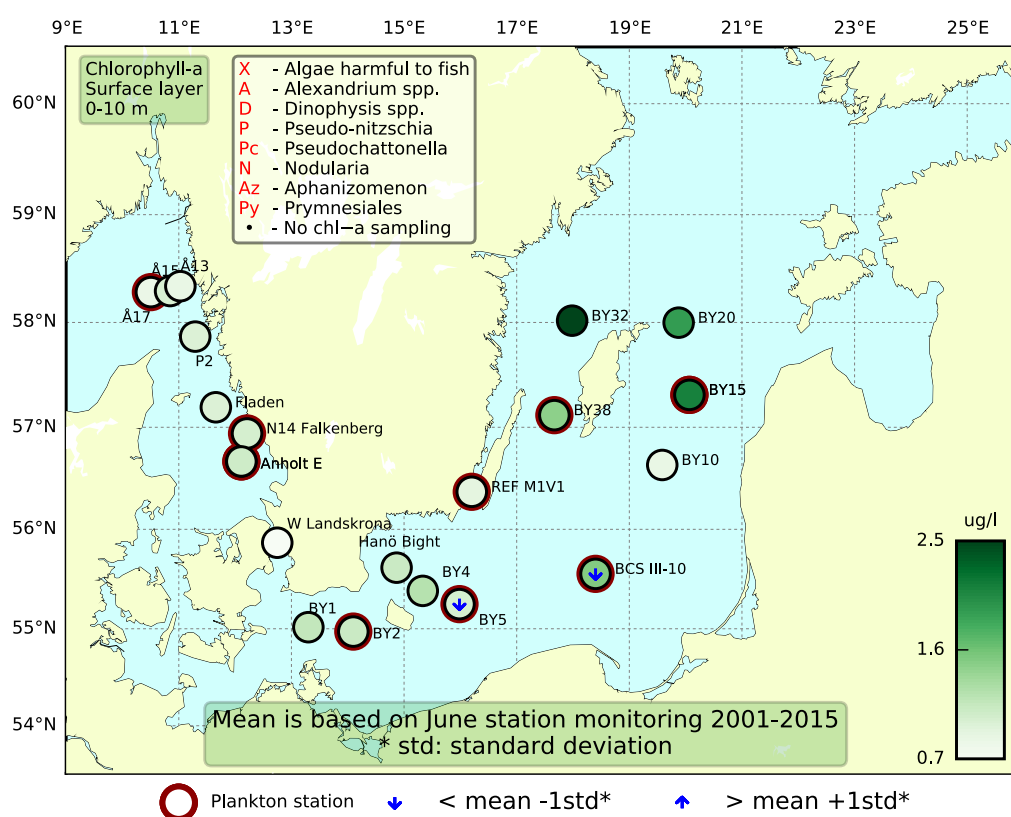 9°E 11°E 13°E 15°E 17°E 19°E 21°E 23°E 25°E
Chlorophyll-a
Surface layer
0-10 m
X - Algae harmful to fish
A - Alexandrium spp.
D - Dinophysis spp.
P - Pseudo-nitzschia
Pc - Pseudochattonella
N - Nodularia
Az - Aphanizomenon
Py - Prymnesiales
• - No chl−a sampling
60°N
59°N
58°N
57°N
56°N
55°N
54°N
Å15
Å13
Å17
P2
Fladen
N14 Falkenberg
Anholt E
W Landskrona
Hanö Bight
BY4
BY5
BY1
BY2
REF M1V1
BY38
BY32
BY20
BY15
BY10
BCS III-10
ug/l
2.5
1.6
0.7
Mean is based on June station monitoring 2001-2015
* std: standard deviation
Plankton station < mean -1std* > mean +1std*